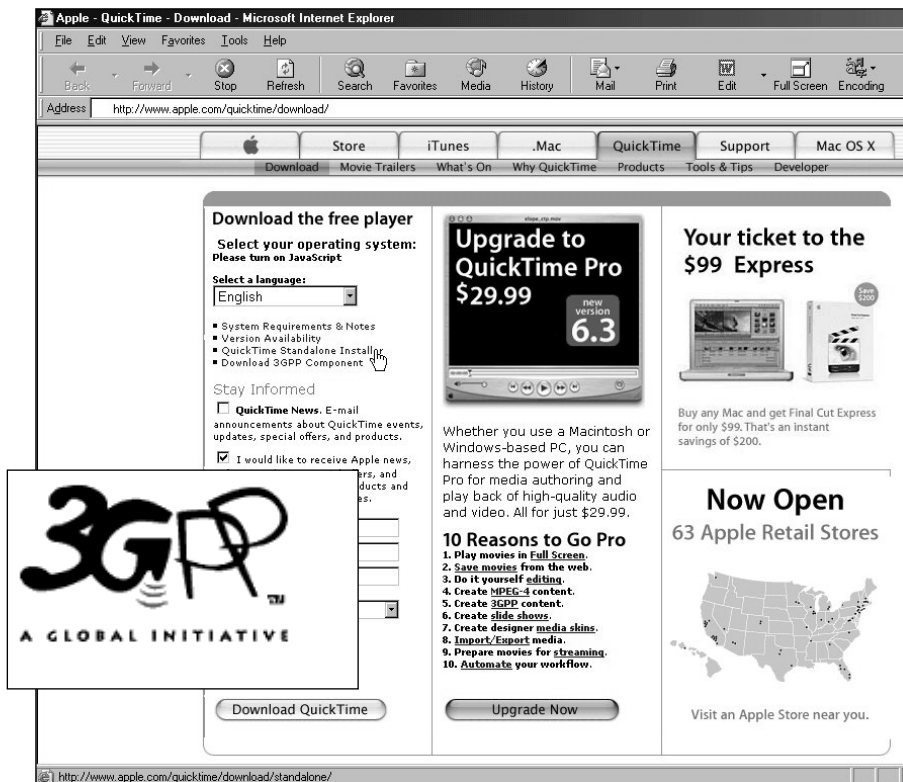 Apple - QuickTime - Download - Microsoft Internet Explorer
File Edit View Favorites Tools Help
Back Forward Stop Refresh Search Favorites Media History Mail Print Edit Full Screen Encoding
Address http://www.apple.com/quicktime/download/
Store iTunes .Mac QuickTime Support Mac OS X
Download Movie Trailers What's On Why QuickTime Products Tools & Tips Developer
Download the free player
Select your operating system:
Please turn on JavaScript
Select a language:
English
System Requirements & Notes
Version Availability
QuickTime Standalone Installer
Download 3GPP Component
Stay Informed
QuickTime News. E-mail
announcements about QuickTime events,
updates, special offers, and products.
I would like to receive Apple news,
ers, and
ducts and
es.
3GPP
TM
A GLOBAL INITIATIVE
Download QuickTime
Upgrade to
QuickTime Pro
$29.99
new
version
6.3
Whether you use a Macintosh or
Windows-based PC, you can
harness the power of QuickTime
Pro for media authoring and
play back of high-quality audio
and video. All for just $29.99.
10 Reasons to Go Pro
1. Play movies in Full Screen.
2. Save movies from the web.
3. Do it yourself editing.
4. Create MPEG-4 content.
5. Create 3GPP content.
6. Create slide shows.
7. Create designer media skins.
8. Import/Export media.
9. Prepare movies for streaming.
10. Automate your workflow.
Upgrade Now
Your ticket to the
$99 Express
Save
$200
Buy any Mac and get Final Cut Express
for only $99. That's an instant
savings of $200.
Now Open
63 Apple Retail Stores
Visit an Apple Store near you.
http://www.apple.com/quicktime/download/standalone/